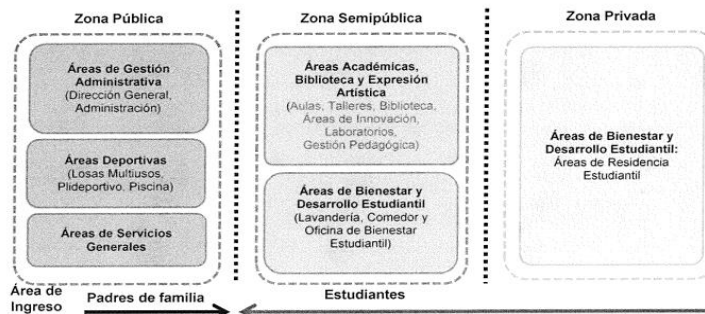 Zona Pública
Áreas de Gestión
Administrativa
(Dirección General,
Administración)
Áreas Deportivas
(Losas Multiusos,
Plideportivo. Piscina)
Áreas de Servicios
Generales
Zona Semipública
Áreas Académicas,
Biblioteca y Expresión
Artística
(Aulas, Talleres, Biblioteca,
Áreas de Innovación,
Laboratorios,
Gestión Pedagógica)
Áreas de Bienestar y
Desarrollo Estudiantil
(Lavandería, Comedor y
Oficina de Bienestar
Estudiantil)
Zona Privada
Áreas de Bienestar y
Desarrollo Estudiantil:
Áreas de Residencia
Estudiantil
Área de
Ingreso
Padres de familia
Estudiantes